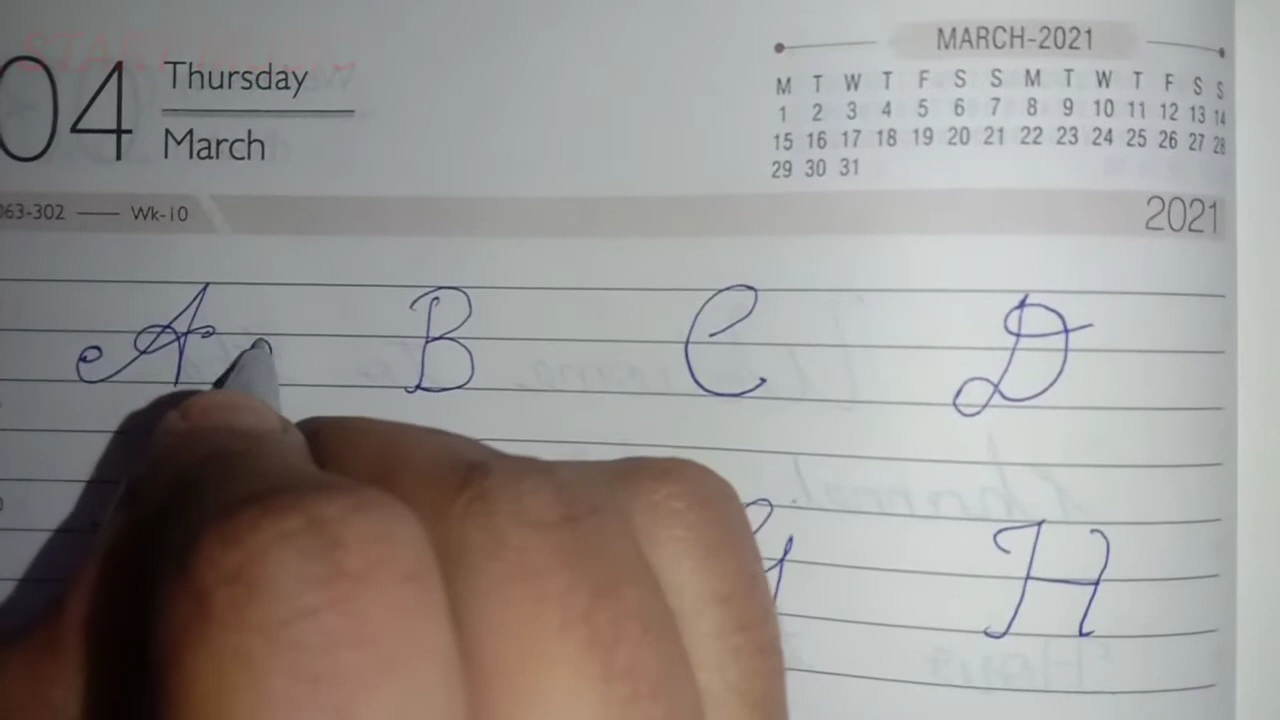 04 Thursday
March
MARCH-2021
M T W T F S S M T W T F S S
1 2 3 4 5 6 7 8 9 10 11 12 13 14
15 16 17 18 19 20 21 22 23 24 25 26 27 28
29 30 31
063-302 — Wk-10
2021
A B C D
H